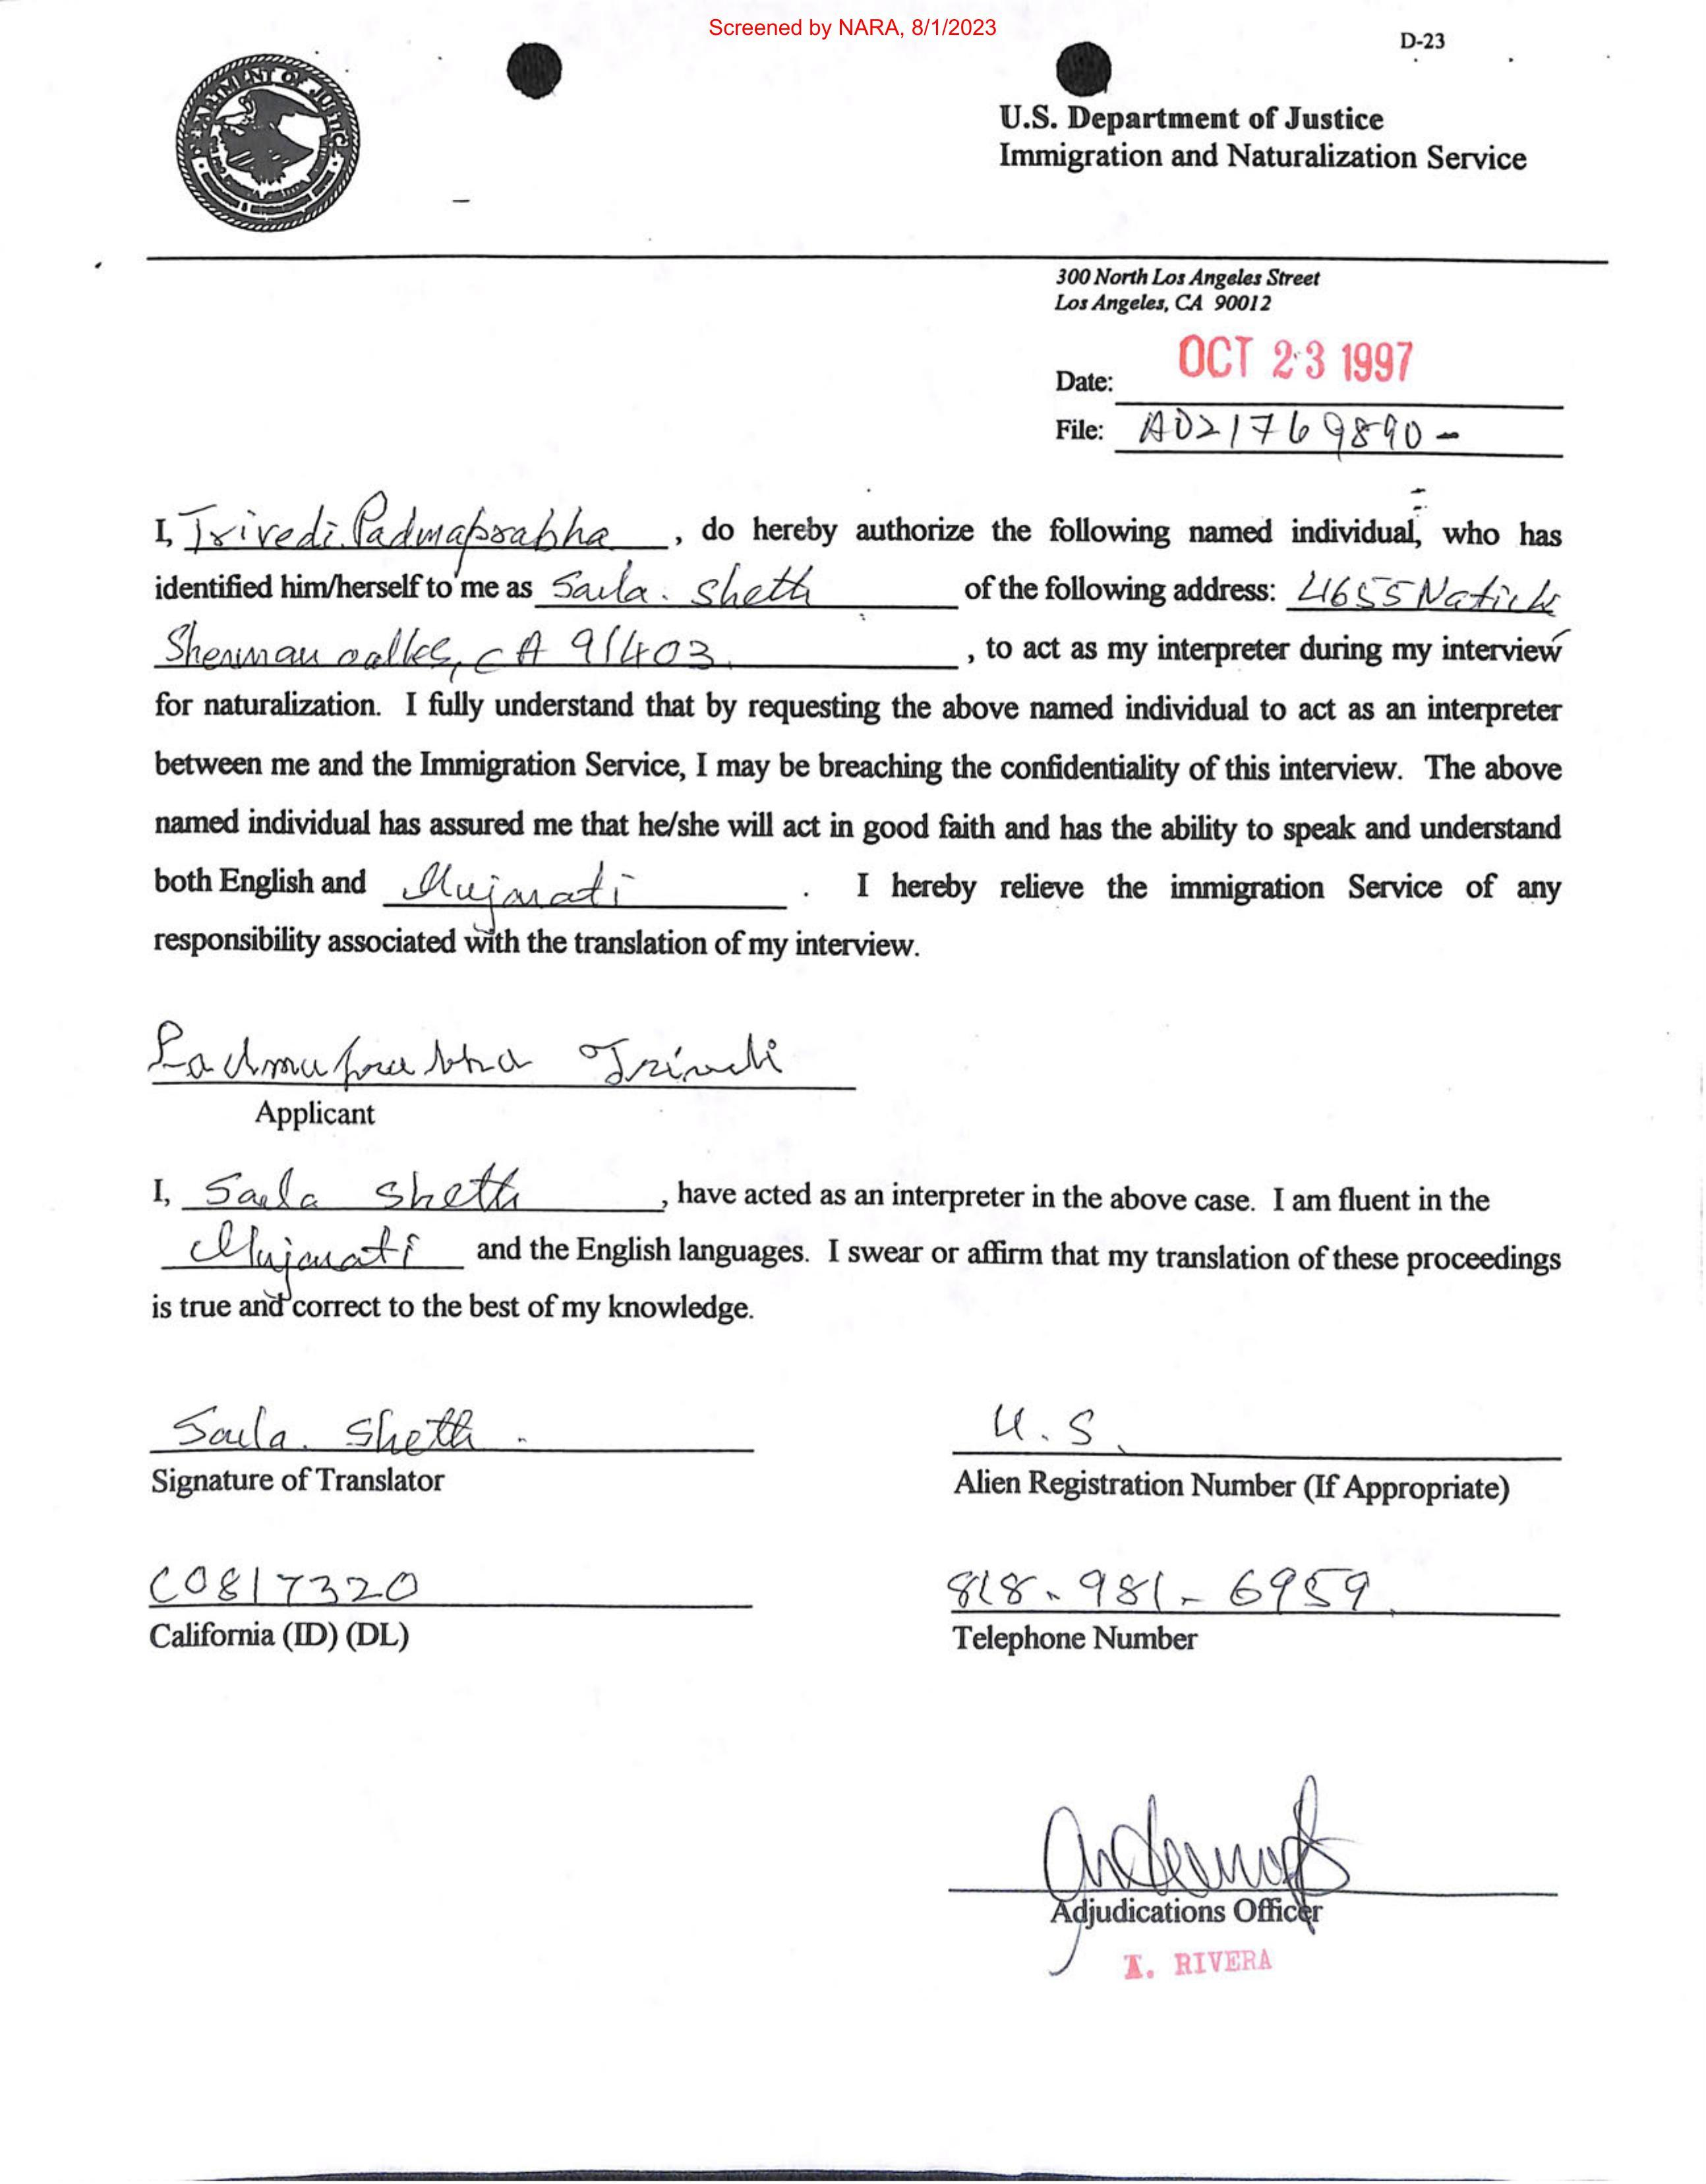 Screened by NARA, 8/1/2023
D-23
U.S. Department of Justice
Immigration and Naturalization Service
300 North Los Angeles Street
Los Angeles, CA 90012
Date: OCT 23 1997
File: A021769890-
I, Trivedi. Padmaprabha, do hereby authorize the following named individual, who has
identified him/herself to me as Saila. Sheth of the following address: 4655 Natick
Sherman oalks, CA 91403, to act as my interpreter during my interview
for naturalization. I fully understand that by requesting the above named individual to act as an interpreter
between me and the Immigration Service, I may be breaching the confidentiality of this interview. The above
named individual has assured me that he/she will act in good faith and has the ability to speak and understand
both English and Gujarati. I hereby relieve the immigration Service of any
responsibility associated with the translation of my interview.
Padmaprabha Trivedi
Applicant
I, Saila Sheth, have acted as an interpreter in the above case. I am fluent in the
Gujarati and the English languages. I swear or affirm that my translation of these proceedings
is true and correct to the best of my knowledge.
Saila. Sheth.
U.S.
Signature of Translator
Alien Registration Number (If Appropriate)
C0817320
818-981-6959
California (ID) (DL)
Telephone Number
Adjudications Officer
RIVERA